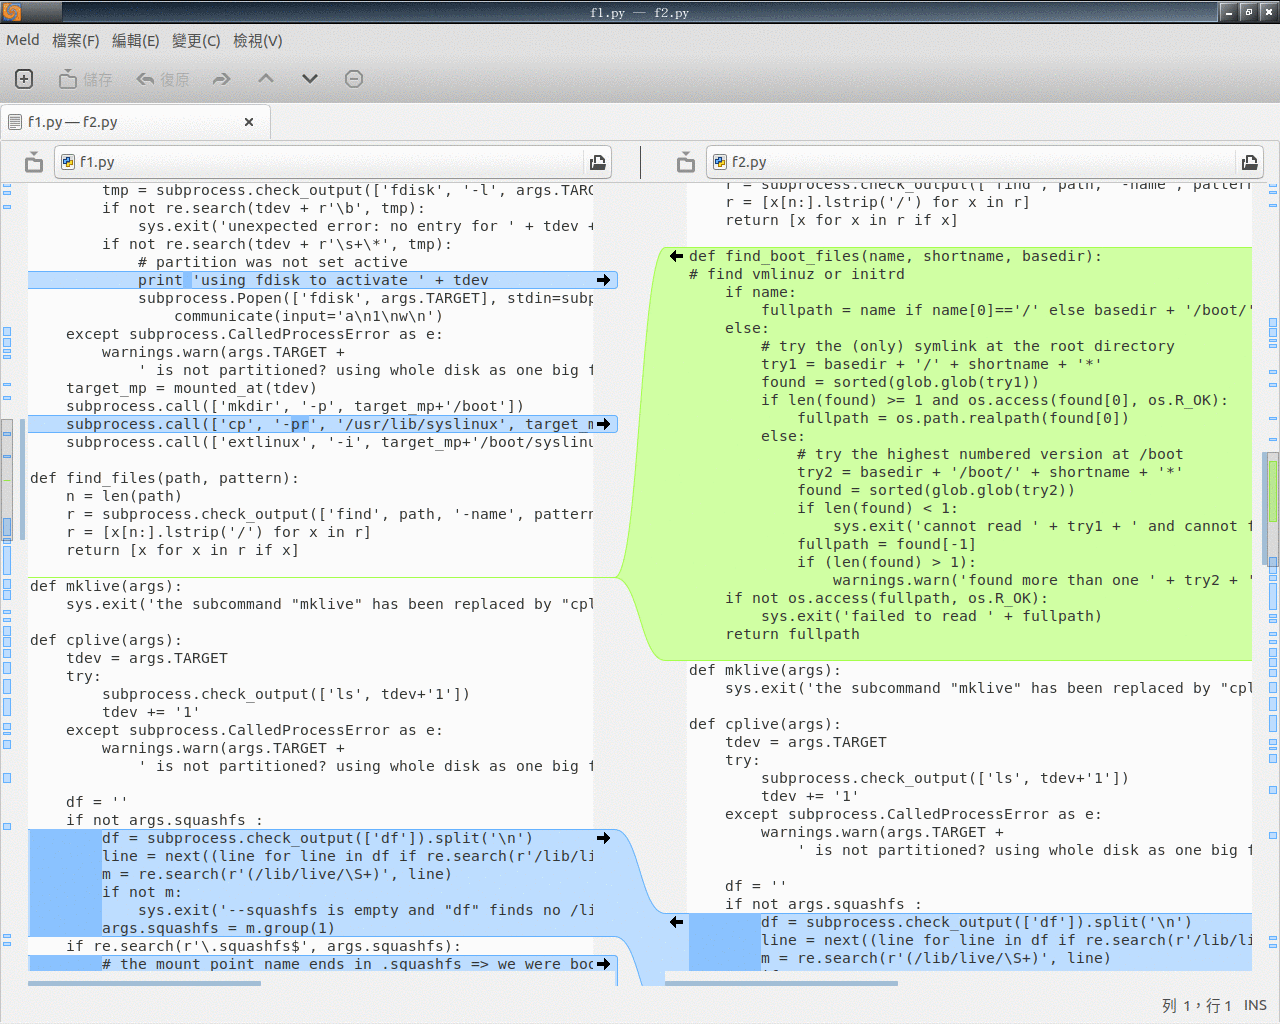 f1.py — f2.py
Meld 檔案(F) 編輯(E) 變更(C) 檢視(V)
儲存 復原
f1.py — f2.py
f1.py
tmp = subprocess.check_output(['fdisk', '-l', args.TARG
if not re.search(tdev + r'\b', tmp):
sys.exit('unexpected error: no entry for ' + tdev +
if not re.search(tdev + r'\s+\*', tmp):
# partition was not set active
print 'using fdisk to activate ' + tdev
subprocess.Popen(['fdisk', args.TARGET], stdin=subp
communicate(input='a\n1\nw\n')
except subprocess.CalledProcessError as e:
warnings.warn(args.TARGET +
' is not partitioned? using whole disk as one big f
target_mp = mounted_at(tdev)
subprocess.call(['mkdir', '-p', target_mp+'/boot'])
subprocess.call(['cp', '-pr', '/usr/lib/syslinux', target_m
subprocess.call(['extlinux', '-i', target_mp+'/boot/syslinu
def find_files(path, pattern):
n = len(path)
r = subprocess.check_output(['find', path, '-name', pattern
r = [x[n:].lstrip('/') for x in r]
return [x for x in r if x]
def mklive(args):
sys.exit('the subcommand "mklive" has been replaced by "cpl
def cplive(args):
tdev = args.TARGET
try:
subprocess.check_output(['ls', tdev+'1'])
tdev += '1'
except subprocess.CalledProcessError as e:
warnings.warn(args.TARGET +
' is not partitioned? using whole disk as one big f
df = ''
if not args.squashfs :
df = subprocess.check_output(['df']).split('\n')
line = next((line for line in df if re.search(r'/lib/li
m = re.search(r'(/lib/live/\S+)', line)
if not m:
sys.exit('--squashfs is empty and "df" finds no /li
args.squashfs = m.group(1)
if re.search(r'\.squashfs$', args.squashfs):
# the mount point name ends in .squashfs => we were boo
f2.py
r = subprocess.check_output(['find', path, '-name', pattern
r = [x[n:].lstrip('/') for x in r]
return [x for x in r if x]
def find_boot_files(name, shortname, basedir):
# find vmlinuz or initrd
if name:
fullpath = name if name[0]=='/' else basedir + '/boot/'
else:
# try the (only) symlink at the root directory
try1 = basedir + '/' + shortname + '*'
found = sorted(glob.glob(try1))
if len(found) >= 1 and os.access(found[0], os.R_OK):
fullpath = os.path.realpath(found[0])
else:
# try the highest numbered version at /boot
try2 = basedir + '/boot/' + shortname + '*'
found = sorted(glob.glob(try2))
if len(found) < 1:
sys.exit('cannot read ' + try1 + ' and cannot f
fullpath = found[-1]
if (len(found) > 1):
warnings.warn('found more than one ' + try2 + '
if not os.access(fullpath, os.R_OK):
sys.exit('failed to read ' + fullpath)
return fullpath
def mklive(args):
sys.exit('the subcommand "mklive" has been replaced by "cpl
def cplive(args):
tdev = args.TARGET
try:
subprocess.check_output(['ls', tdev+'1'])
tdev += '1'
except subprocess.CalledProcessError as e:
warnings.warn(args.TARGET +
' is not partitioned? using whole disk as one big f
df = ''
if not args.squashfs :
df = subprocess.check_output(['df']).split('\n')
line = next((line for line in df if re.search(r'/lib/li
m = re.search(r'(/lib/live/\S+)', line)
列 1，行 1 INS